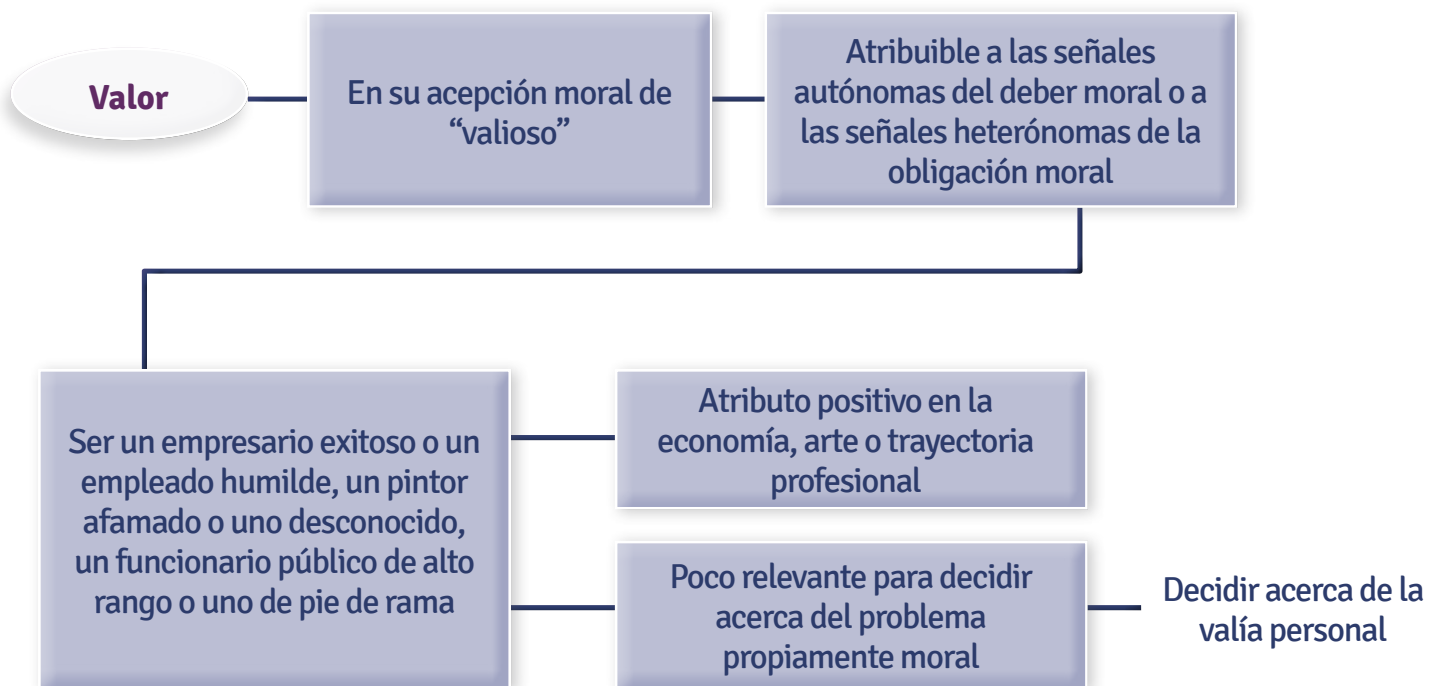 Valor
En su acepción moral de
“valioso”
Atribuible a las señales
autónomas del deber moral o a
las señales heterónomas de la
obligación moral
Ser un empresario exitoso o un
empleado humilde, un pintor
afamado o uno desconocido,
un funcionario público de alto
rango o uno de pie de rama
Atributo positivo en la
economía, arte o trayectoria
profesional
Poco relevante para decidir
acerca del problema
propiamente moral
Decidir acerca de la
valía personal